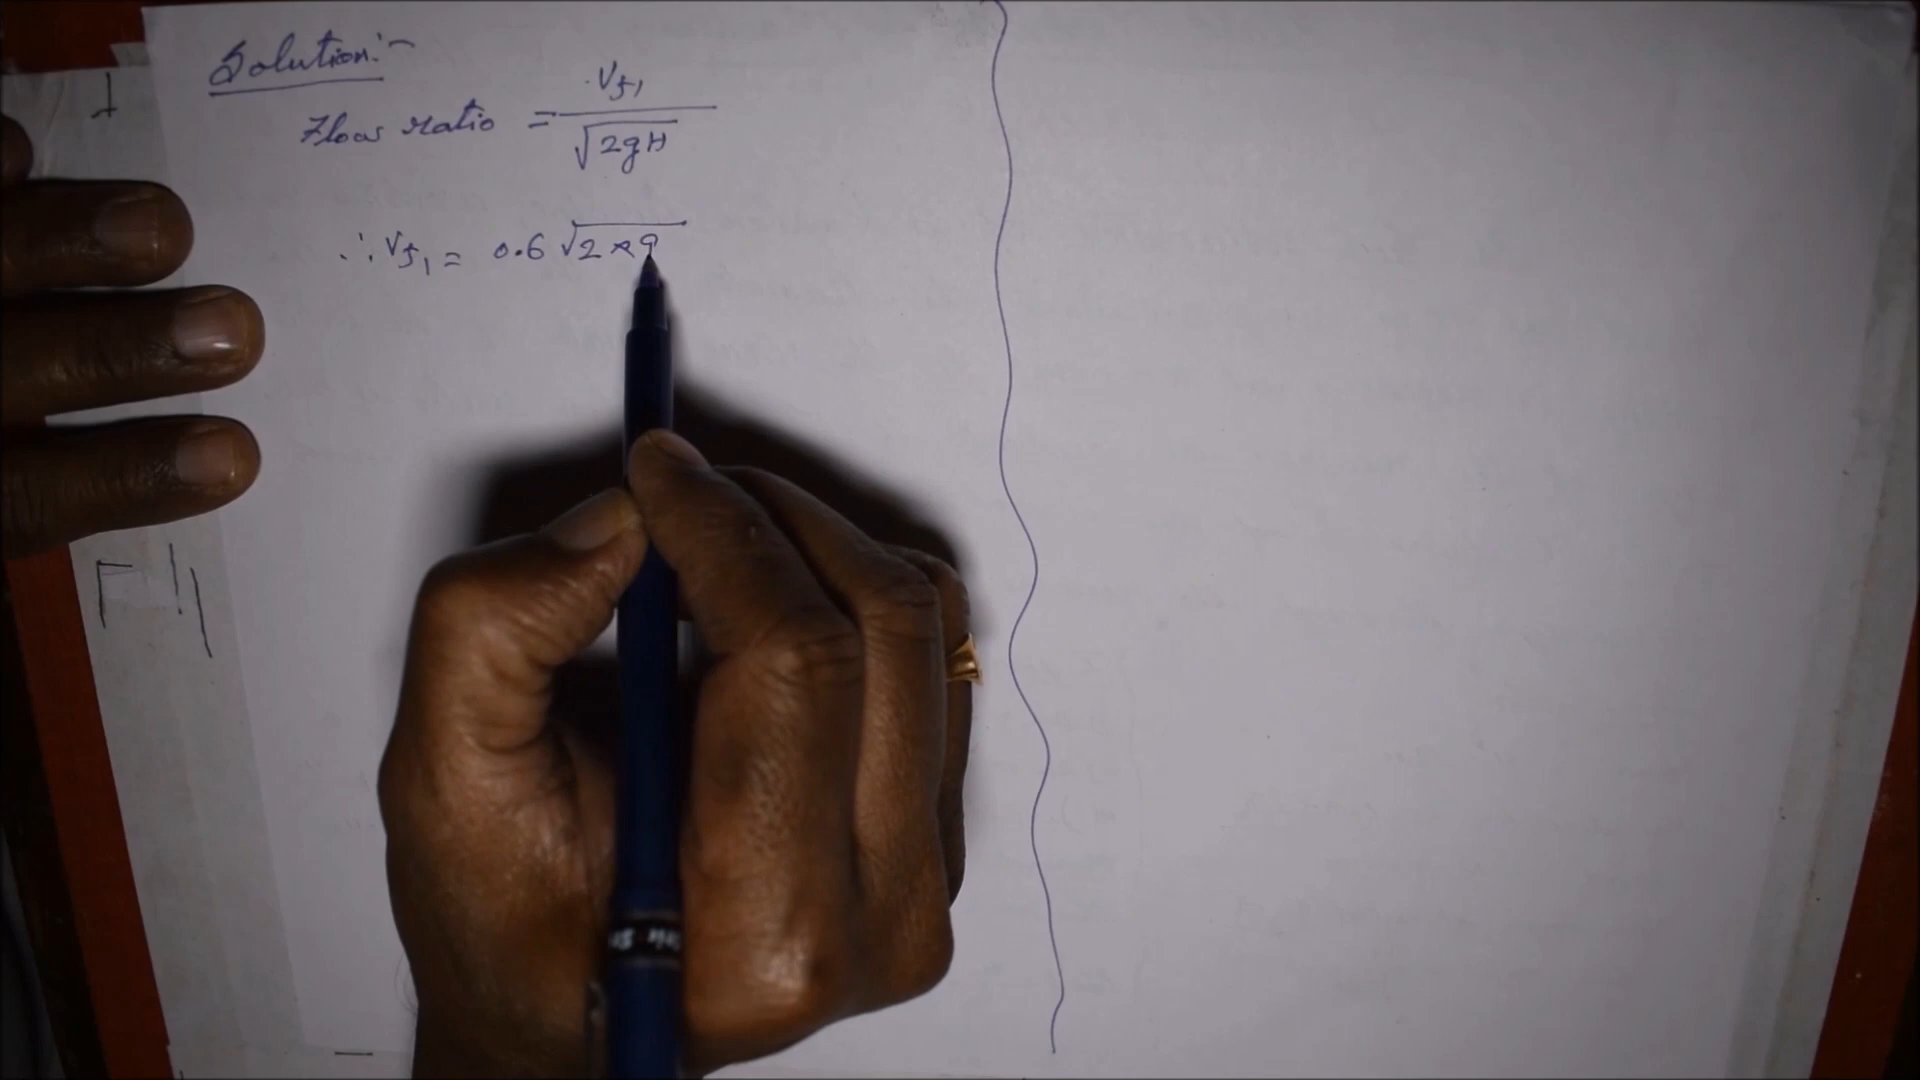 Solution:-
Flow ratio = Vf1 / √2gH
∴ Vf1 = 0.6 √2×9